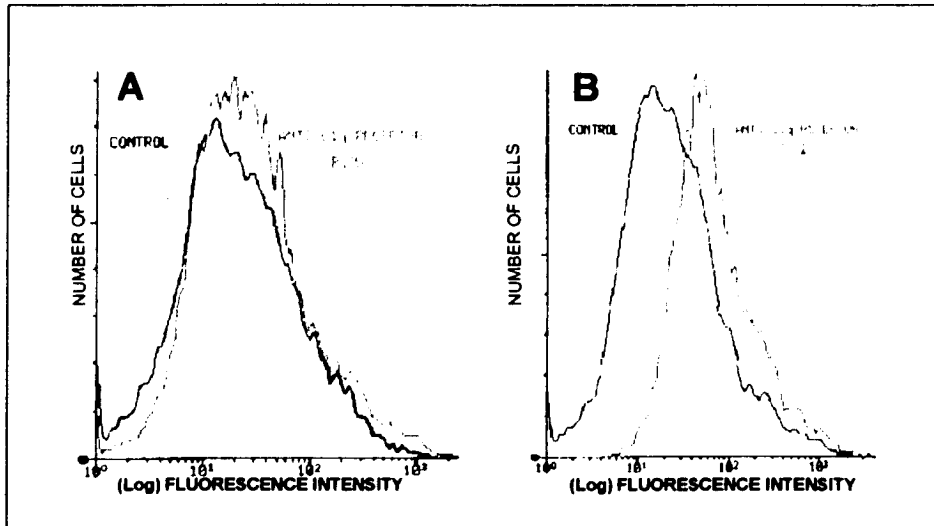 A
CONTROL
NUMBER OF CELLS
10⁰ 10¹ 10² 10³
(Log) FLUORESCENCE INTENSITY
B
CONTROL
NUMBER OF CELLS
10⁰ 10¹ 10² 10³
(Log) FLUORESCENCE INTENSITY